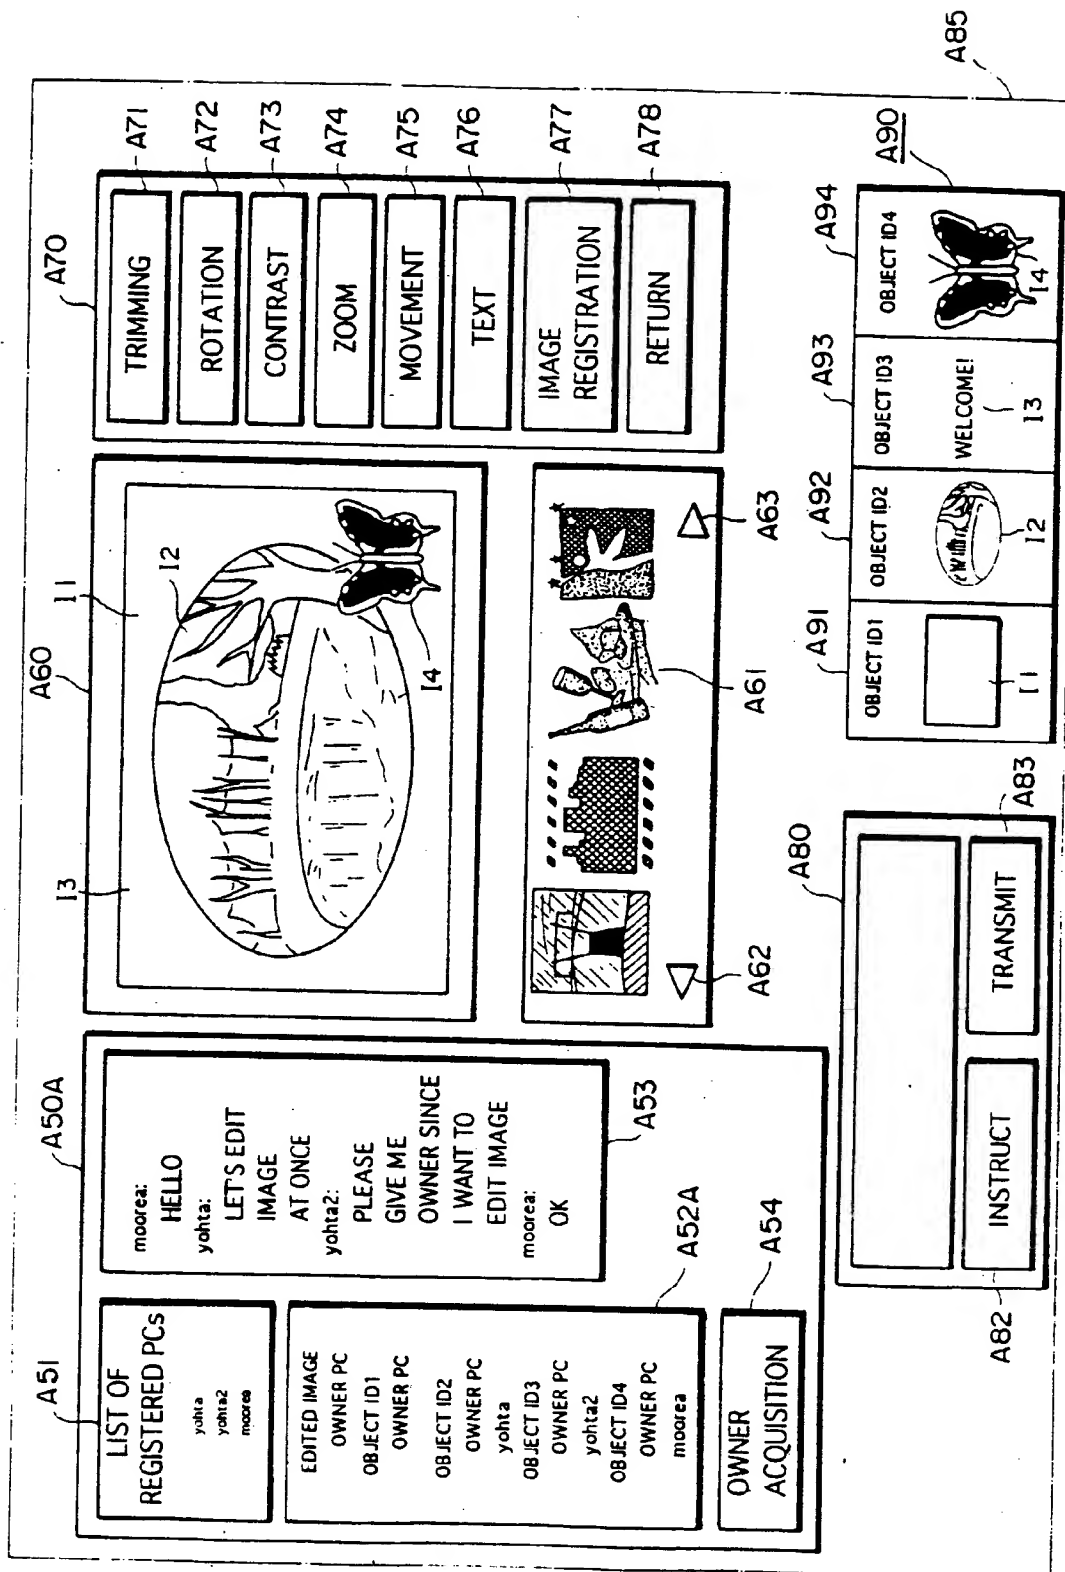 A50A
A51
LIST OF
REGISTERED PCs
yohta
yohta2
moorea
EDITED IMAGE
OWNER PC
OBJECT ID1
OWNER PC
OBJECT ID2
OWNER PC
yohta
OBJECT ID3
OWNER PC
yohta2
OBJECT ID4
OWNER PC
moorea
A52A
OWNER
ACQUISITION
A54
moorea:
HELLO
yohta:
LET'S EDIT
IMAGE
AT ONCE
yohta2:
PLEASE
GIVE ME
OWNER SINCE
I WANT TO
EDIT IMAGE
moorea:
OK
A53
A60
I1
I2
I3
I4
A61
A62
A63
A70
TRIMMING
A71
ROTATION
A72
CONTRAST
A73
ZOOM
A74
MOVEMENT
A75
TEXT
A76
IMAGE
REGISTRATION
A77
RETURN
A78
A80
INSTRUCT
A82
TRANSMIT
A83
A91
OBJECT ID1
I1
A92
OBJECT ID2
I2
A93
OBJECT ID3
WELCOME!
I3
A94
OBJECT ID4
I4
A90
A85